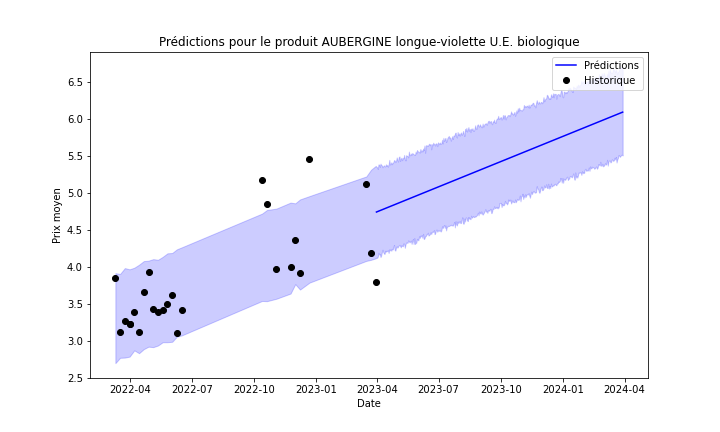 Prédictions pour le produit AUBERGINE longue-violette U.E. biologique
Prédictions
Historique
Prix moyen
6.5
6.0
5.5
5.0
4.5
4.0
3.5
3.0
2.5
2022-04 2022-07 2022-10 2023-01 2023-04 2023-07 2023-10 2024-01 2024-04
Date